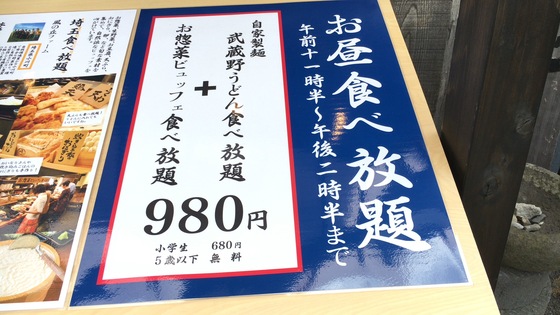 お昼食べ放題
午前十一時半～午後二時半まで
自家製麺
武蔵野うどん食べ放題
+
お惣菜ビュッフェ食べ放題
980円
小学生 680円
5歳以下 無料
埼玉食べ放題